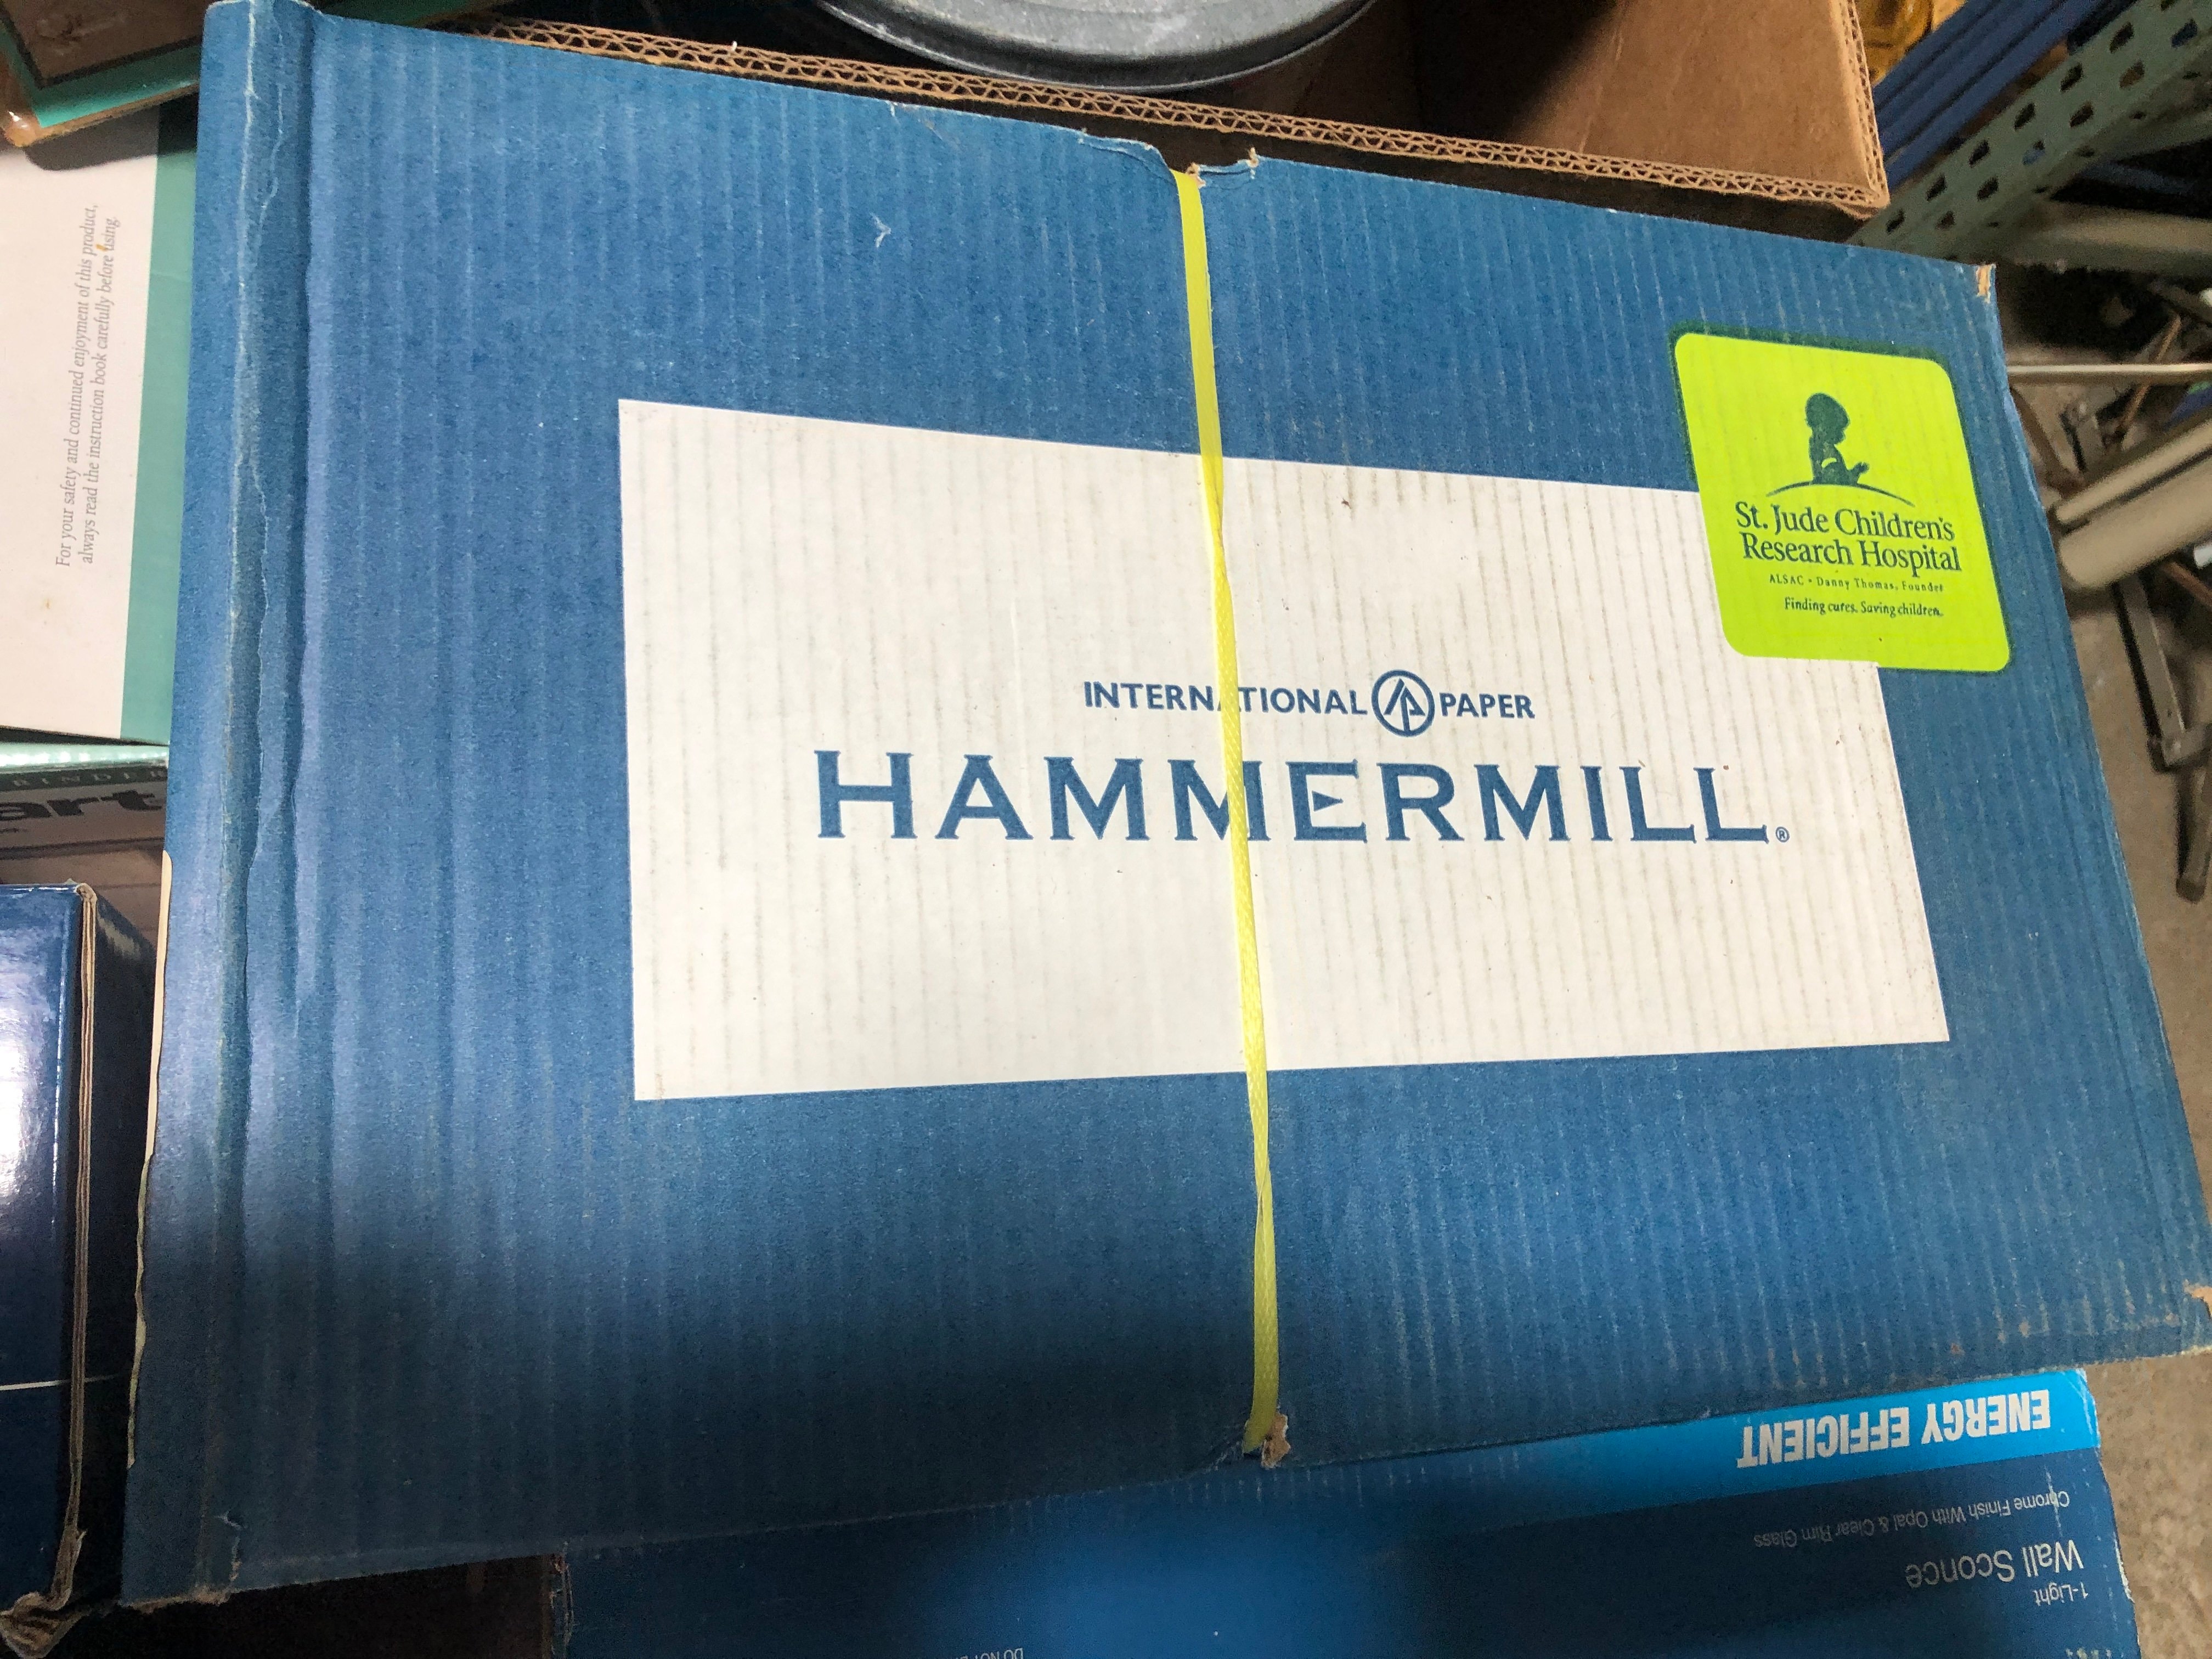 For your safety and continued enjoyment of this product,
always read the instruction book carefully before using.
St. Jude Children's
Research Hospital
ALSAC • Danny Thomas, Founder
Finding cures. Saving children.
INTERNATIONAL PAPER
HAMMERMILL®
ENERGY EFFICIENT
Chrome Finish With Opal & Clear Rim Glass
Wall Sconce
1-Light